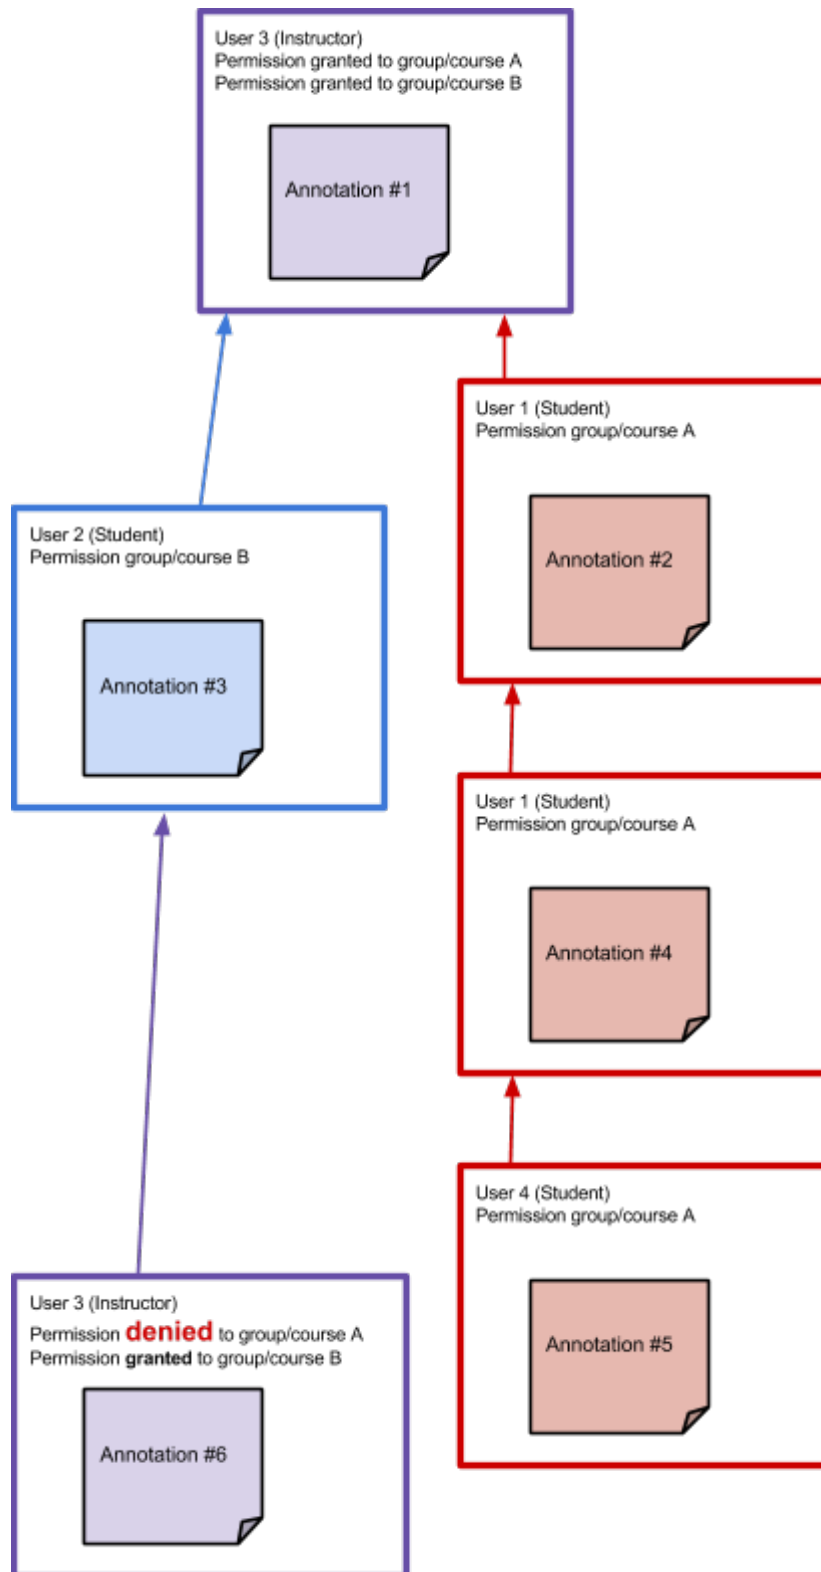 User 3 (Instructor)
Permission granted to group/course A
Permission granted to group/course B
Annotation #1
User 1 (Student)
Permission group/course A
Annotation #2
User 2 (Student)
Permission group/course B
Annotation #3
User 1 (Student)
Permission group/course A
Annotation #4
User 4 (Student)
Permission group/course A
Annotation #5
User 3 (Instructor)
Permission denied to group/course A
Permission granted to group/course B
Annotation #6